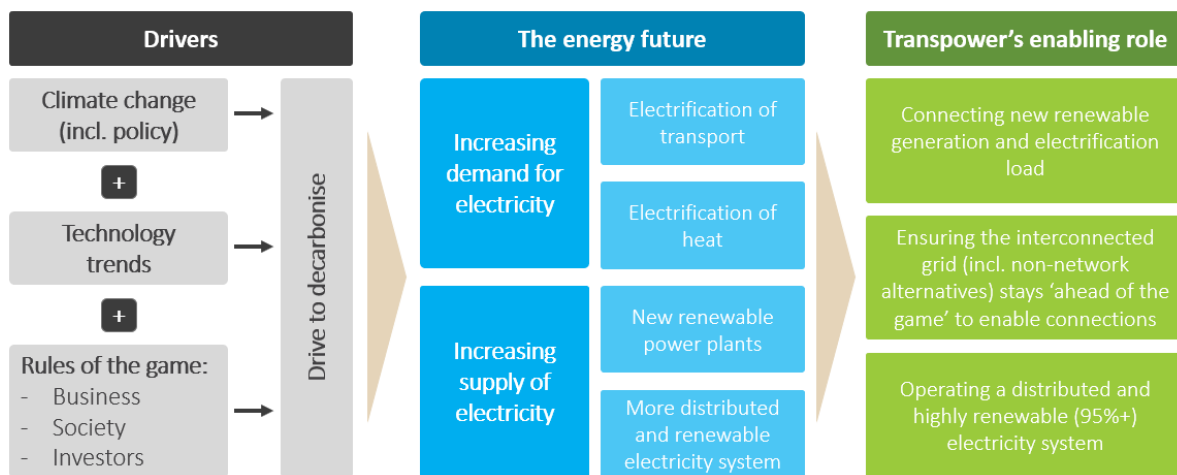 Drivers
Climate change
(incl. policy)
+
Technology
trends
+
Rules of the game:
- Business
- Society
- Investors
Drive to decarbonise
The energy future
Increasing
demand for
electricity
Electrification of
transport
Electrification of
heat
Increasing
supply of
electricity
New renewable
power plants
More distributed
and renewable
electricity system
Transpower's enabling role
Connecting new renewable
generation and electrification
load
Ensuring the interconnected
grid (incl. non-network
alternatives) stays ‘ahead of the
game’ to enable connections
Operating a distributed and
highly renewable (95%+)
electricity system